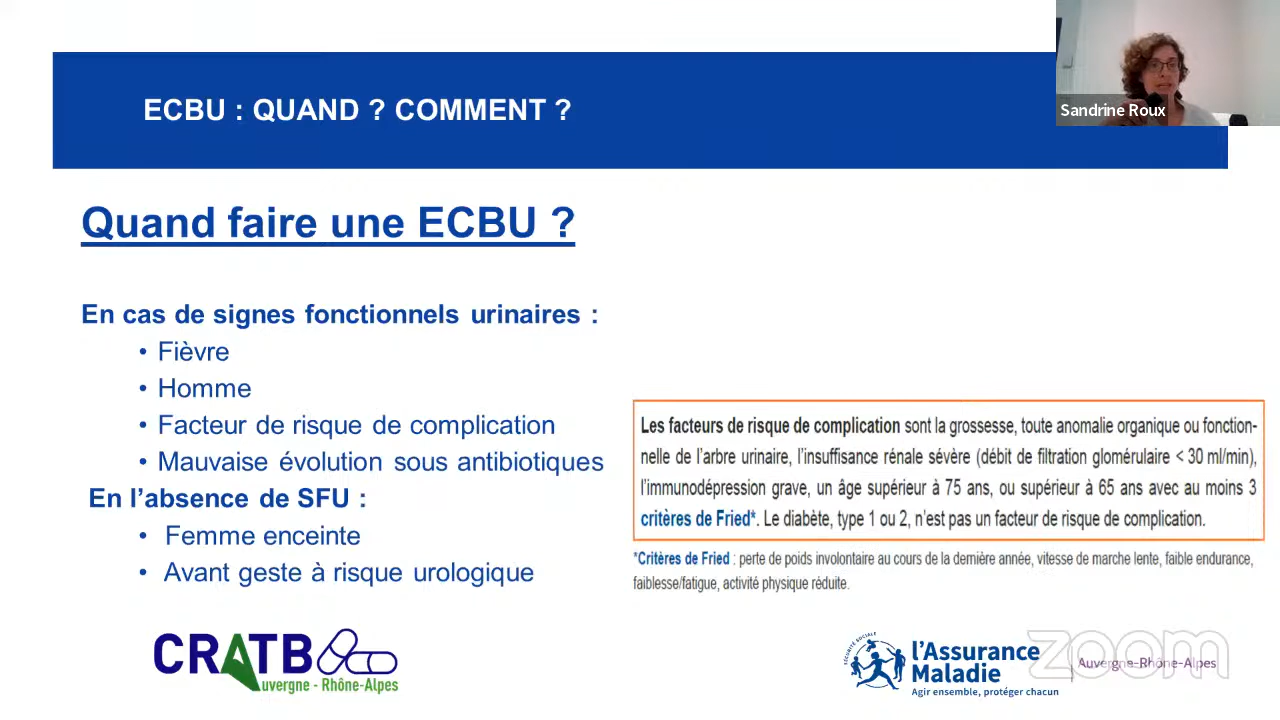 ECBU : QUAND ? COMMENT ?
Sandrine Roux
Quand faire une ECBU ?
En cas de signes fonctionnels urinaires :
• Fièvre
• Homme
• Facteur de risque de complication
• Mauvaise évolution sous antibiotiques
En l’absence de SFU :
• Femme enceinte
• Avant geste à risque urologique
Les facteurs de risque de complication sont la grossesse, toute anomalie organique ou fonction-
nelle de l’arbre urinaire, l’insuffisance rénale sévère (débit de filtration glomérulaire < 30 ml/min),
l’immunodépression grave, un âge supérieur à 75 ans, ou supérieur à 65 ans avec au moins 3
critères de Fried*. Le diabète, type 1 ou 2, n’est pas un facteur de risque de complication.
*Critères de Fried : perte de poids involontaire au cours de la dernière année, vitesse de marche lente, faible endurance,
faiblesse/fatigue, activité physique réduite.
CRATB
Auvergne - Rhône-Alpes
SÉCURITÉ SOCIALE
l’Assurance
Maladie
Agir ensemble, protéger chacun
Auvergne-Rhône-Alpes
zoom